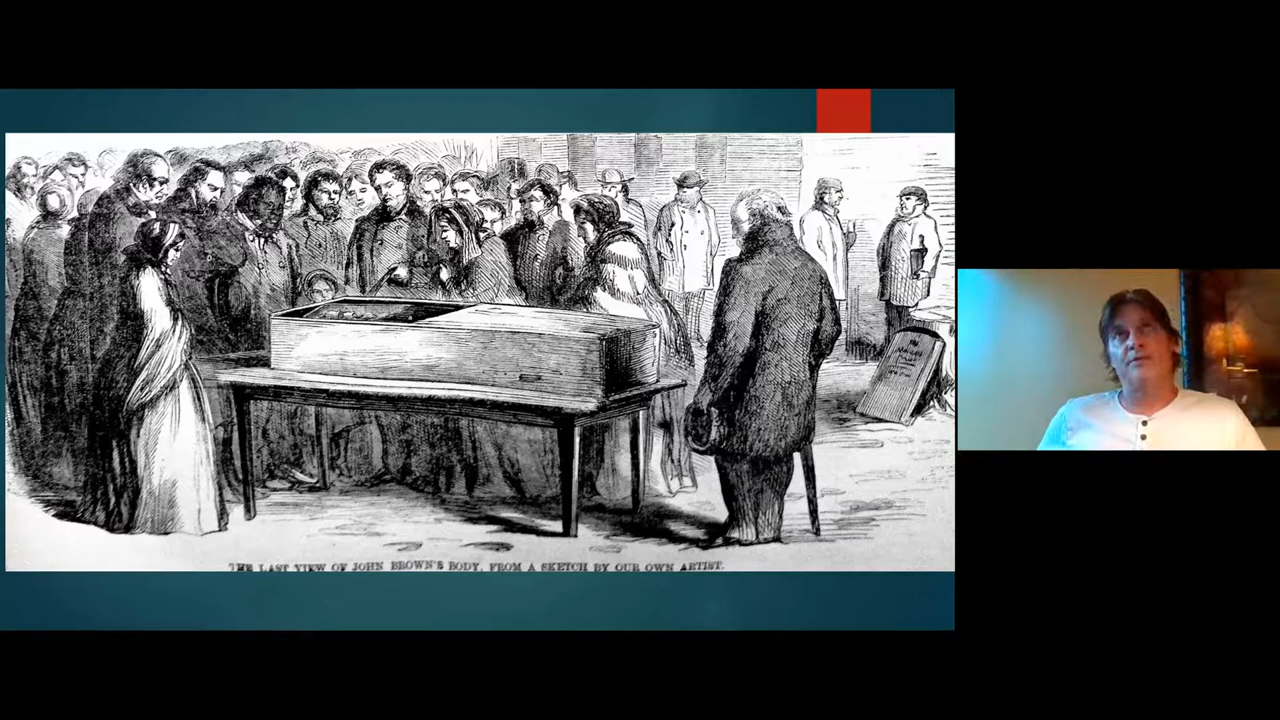 THE LAST VIEW OF JOHN BROWN'S BODY, FROM A SKETCH BY OUR OWN ARTIST.